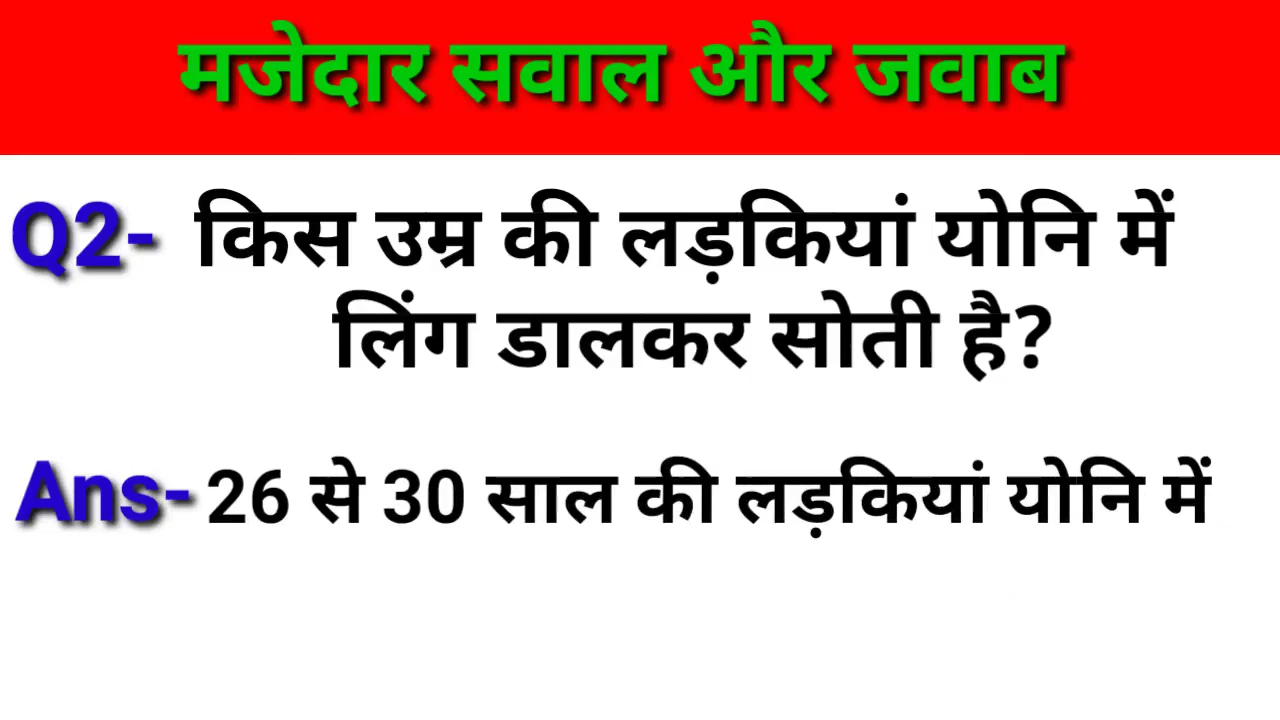 मजेदार सवाल और जवाब
Q2- किस उम्र की लड़कियां योनि में
लिंग डालकर सोती है?
Ans- 26 से 30 साल की लड़कियां योनि में